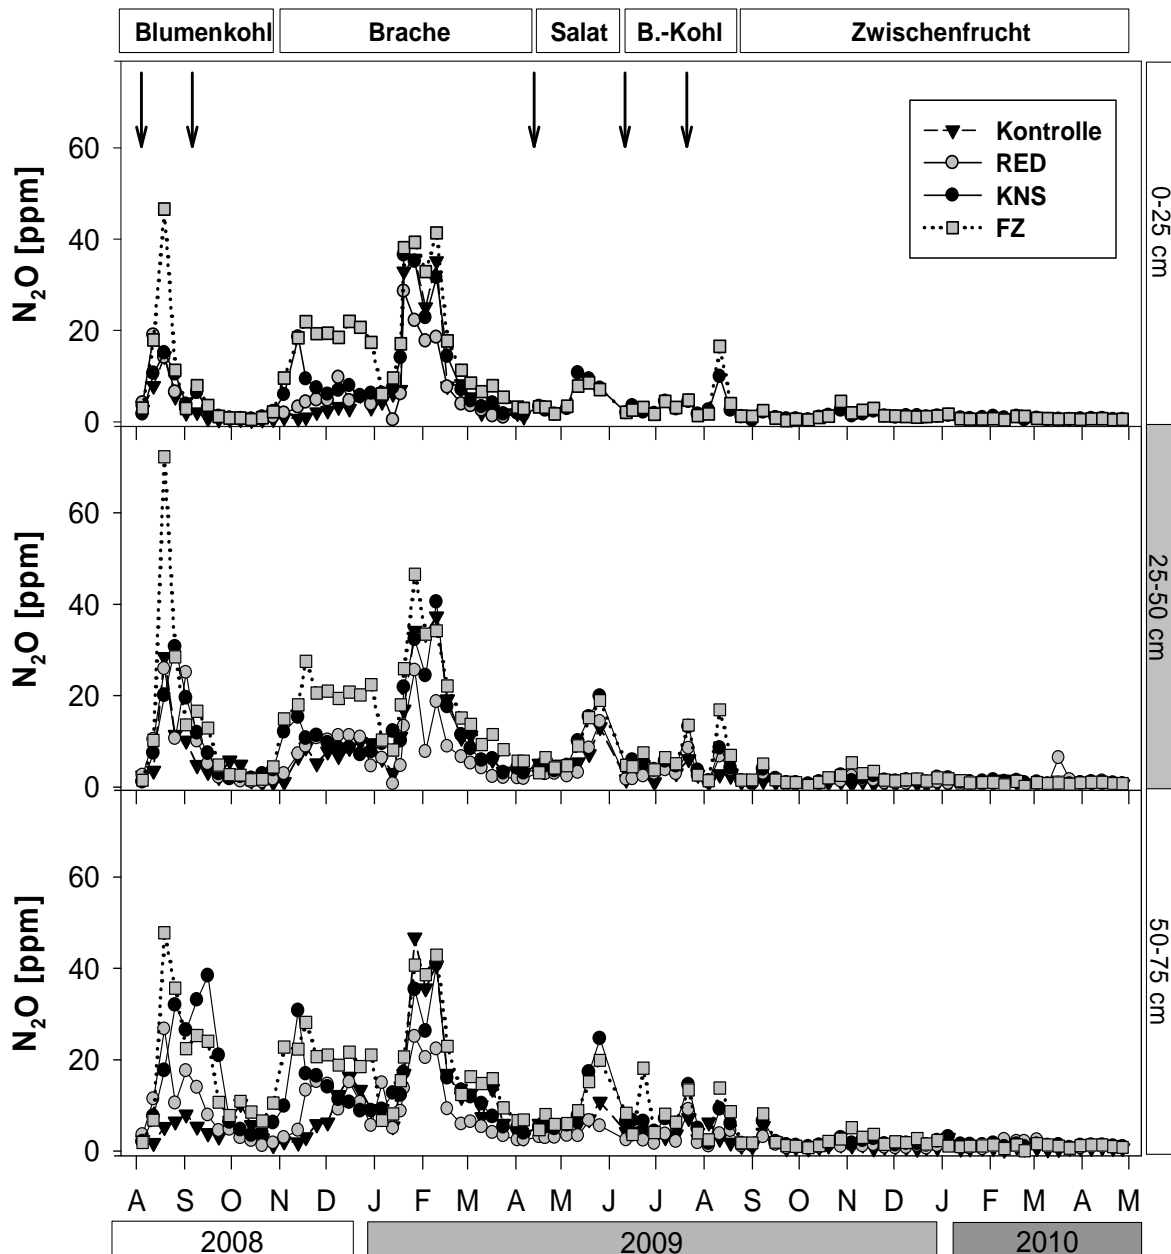 Blumenkohl Brache Salat B.-Kohl Zwischenfrucht
Kontrolle
RED
KNS
FZ
N2O [ppm]
60
40
20
0
0-25 cm
N2O [ppm]
60
40
20
0
25-50 cm
N2O [ppm]
60
40
20
0
50-75 cm
A S O N D J F M A M J J A S O N D J F M A M
2008 2009 2010